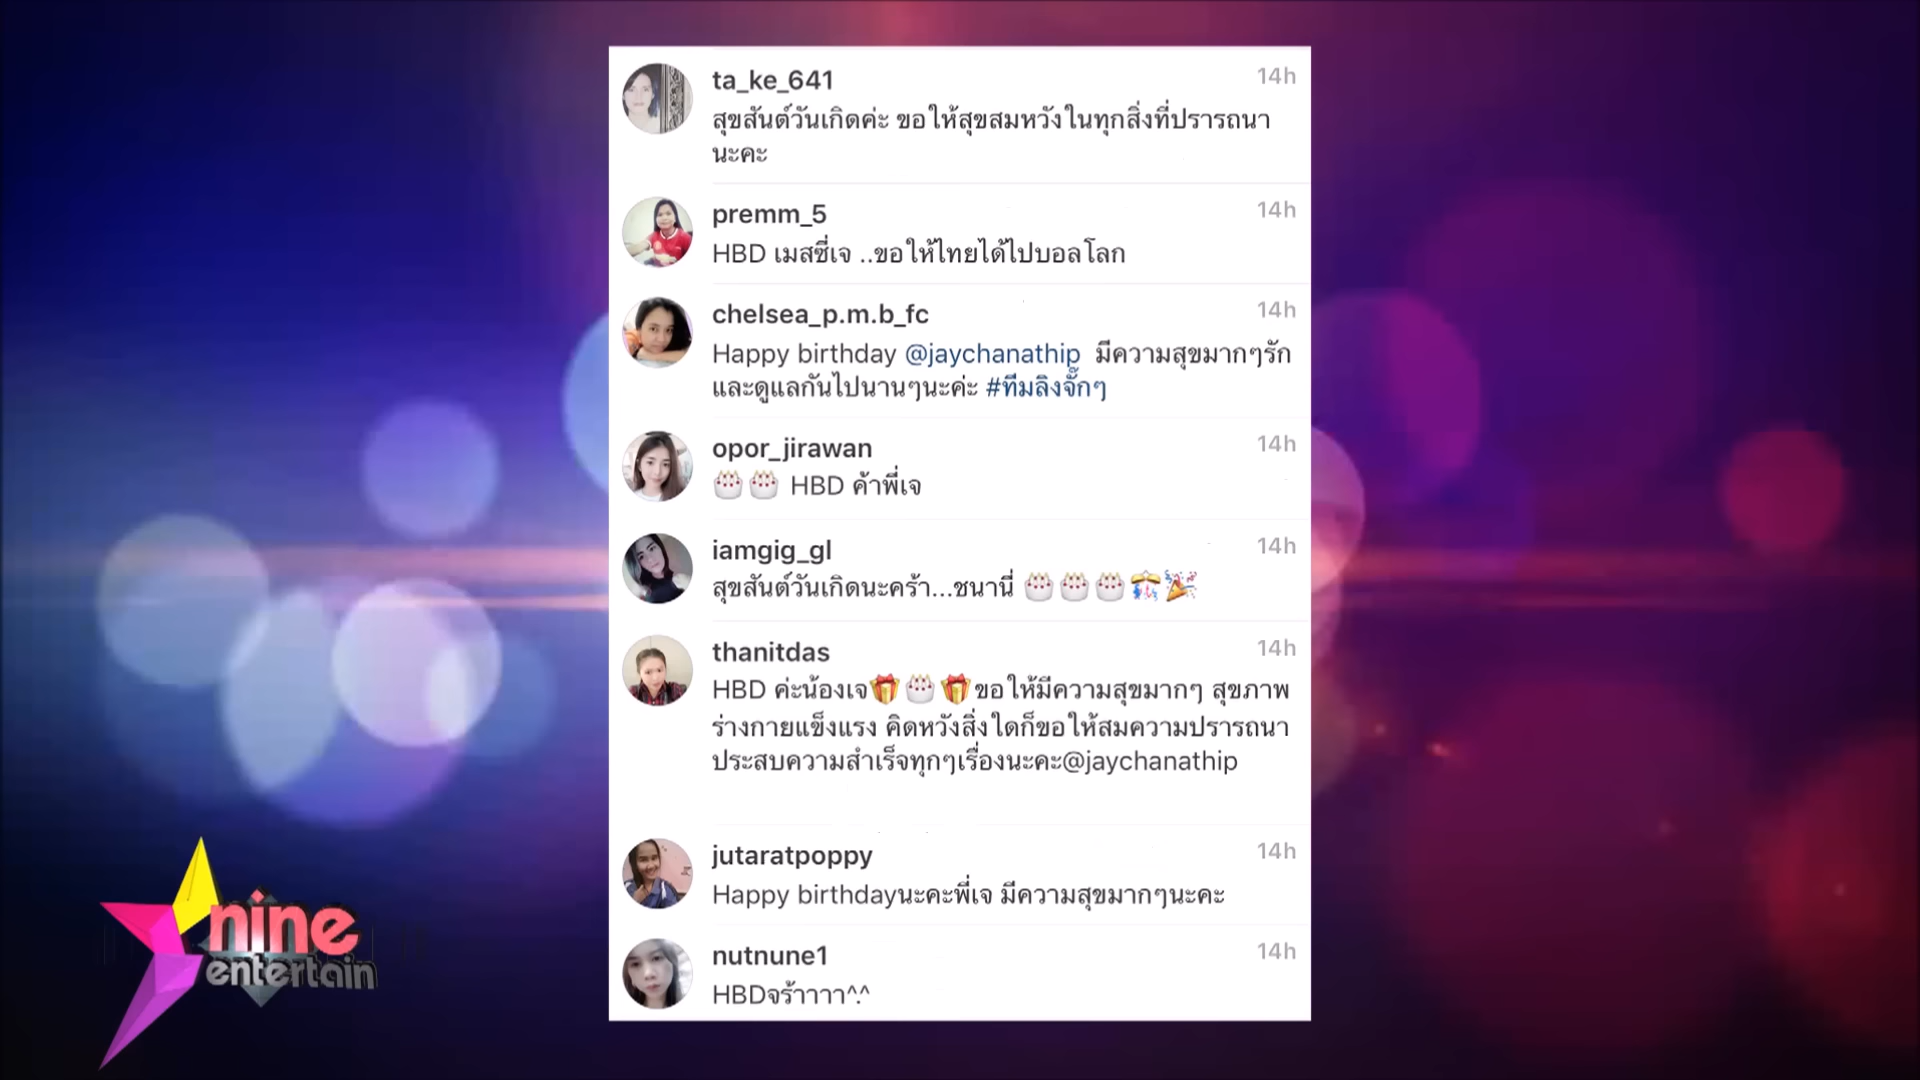 ta_ke_641 14h
สุขสันต์วันเกิดค่ะ ขอให้สุขสมหวังในทุกสิ่งที่ปรารถนา
นะคะ
premm_5 14h
HBD เมสซี่เจ ..ขอให้ไทยได้ไปบอลโลก
chelsea_p.m.b_fc 14h
Happy birthday @jaychanathip มีความสุขมากๆรัก
และดูแลกันไปนานๆนะค่ะ #ทีมลิงจั๊กๆ
opor_jirawan 14h
🎂🎂 HBD ค้าพี่เจ
iamgig_gl 14h
สุขสันต์วันเกิดนะคร้า...ชนานี่ 🎂🎂🎂🎊🎉
thanitdas 14h
HBD ค่ะน้องเจ🎁🎂🎁ขอให้มีความสุขมากๆ สุขภาพ
ร่างกายแข็งแรง คิดหวังสิ่งใดก็ขอให้สมความปรารถนา
ประสบความสำเร็จทุกๆเรื่องนะคะ@jaychanathip
jutaratpoppy 14h
Happy birthdayนะคะพี่เจ มีความสุขมากๆนะคะ
nutnune1 14h
HBDจร้าาาา^.^
nine
entertain